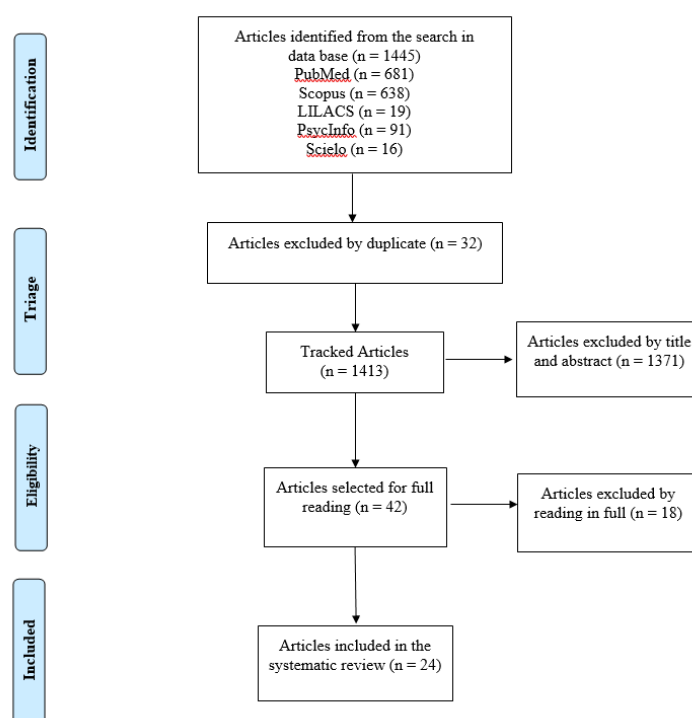 Identification
Articles identified from the search in
data base (n = 1445)
PubMed (n = 681)
Scopus (n = 638)
LILACS (n = 19)
PsycInfo (n = 91)
Scielo (n = 16)
Triage
Articles excluded by duplicate (n = 32)
Tracked Articles
(n = 1413)
Articles excluded by title
and abstract (n = 1371)
Eligibility
Articles selected for full
reading (n = 42)
Articles excluded by
reading in full (n = 18)
Included
Articles included in the
systematic review (n = 24)